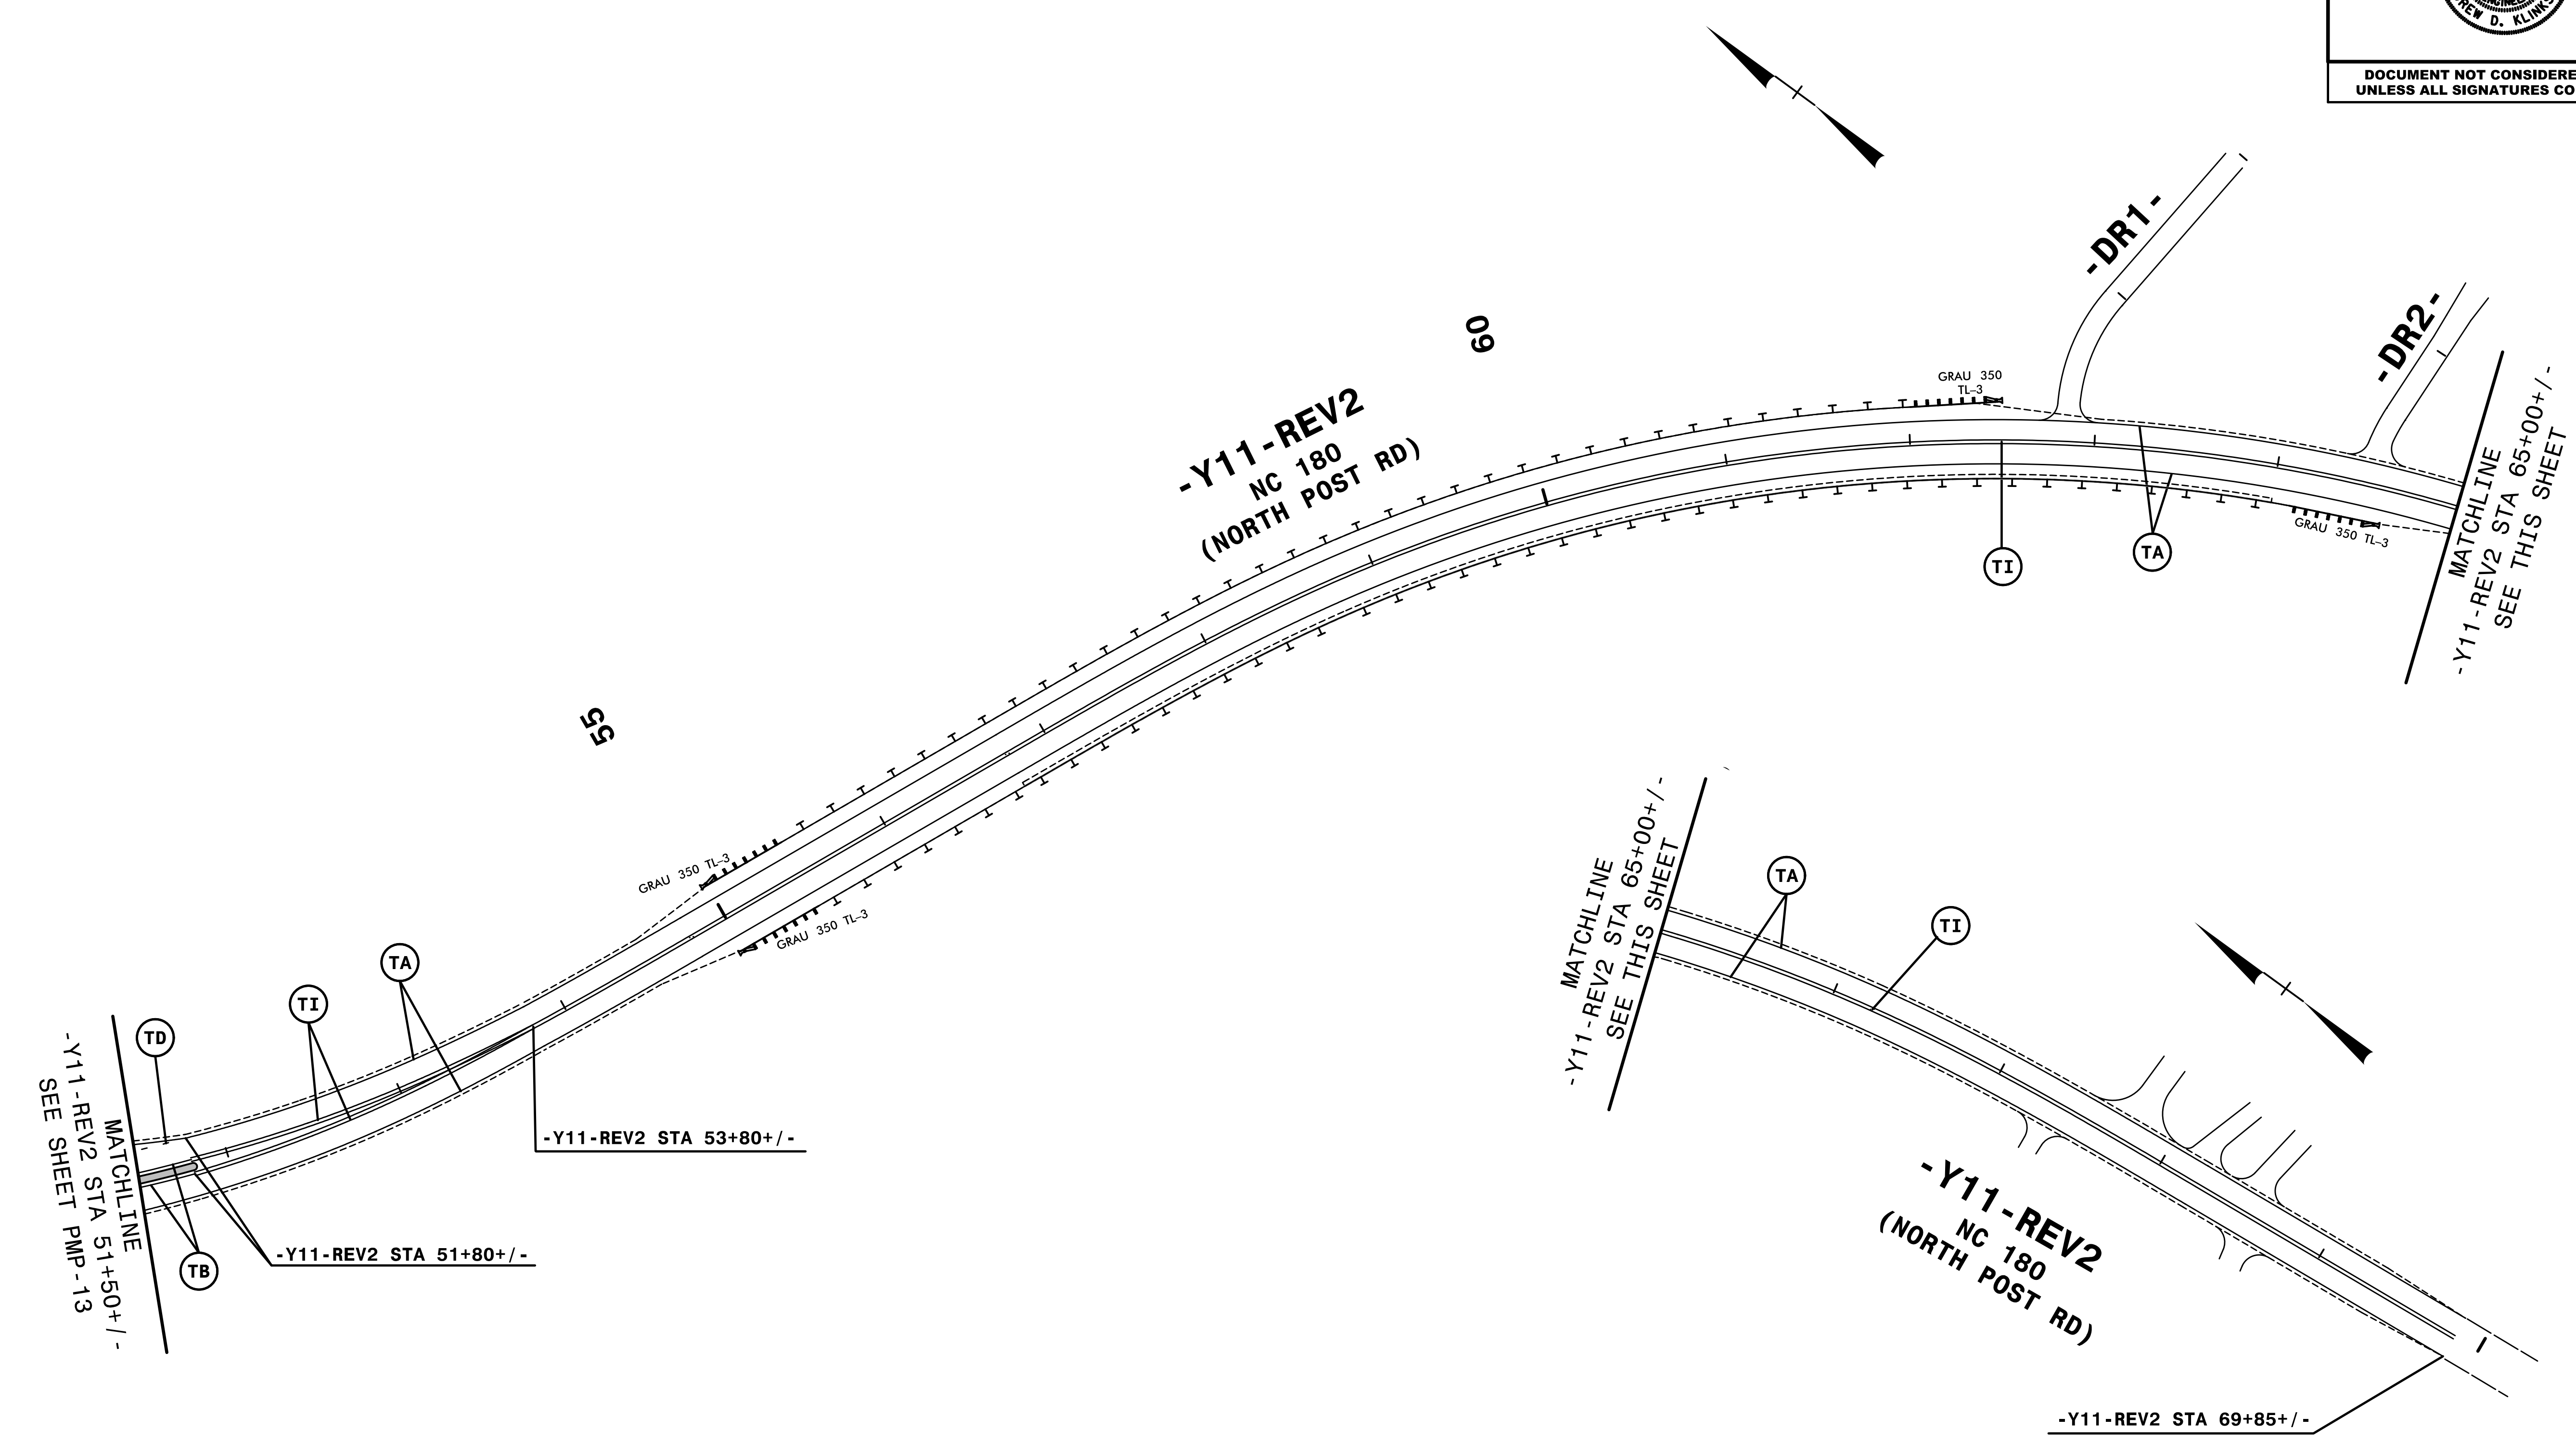 DREW D. KLINKS
DOCUMENT NOT CONSIDERE
UNLESS ALL SIGNATURES CO
-DR1-
-DR2-
60
GRAU 350
TL-3
-Y11-REV2
NC 180
(NORTH POST RD)
TI
TA
GRAU 350 TL-3
MATCHLINE
-Y11-REV2 STA 65+00+/-
SEE THIS SHEET
55
GRAU 350 TL-3
GRAU 350 TL-3
TA
TI
TD
MATCHLINE
-Y11-REV2 STA 51+50+/-
SEE SHEET PMP-13
-Y11-REV2 STA 53+80+/-
-Y11-REV2 STA 51+80+/-
TB
MATCHLINE
-Y11-REV2 STA 65+00+/-
SEE THIS SHEET
TA
TI
-Y11-REV2
NC 180
(NORTH POST RD)
-Y11-REV2 STA 69+85+/-